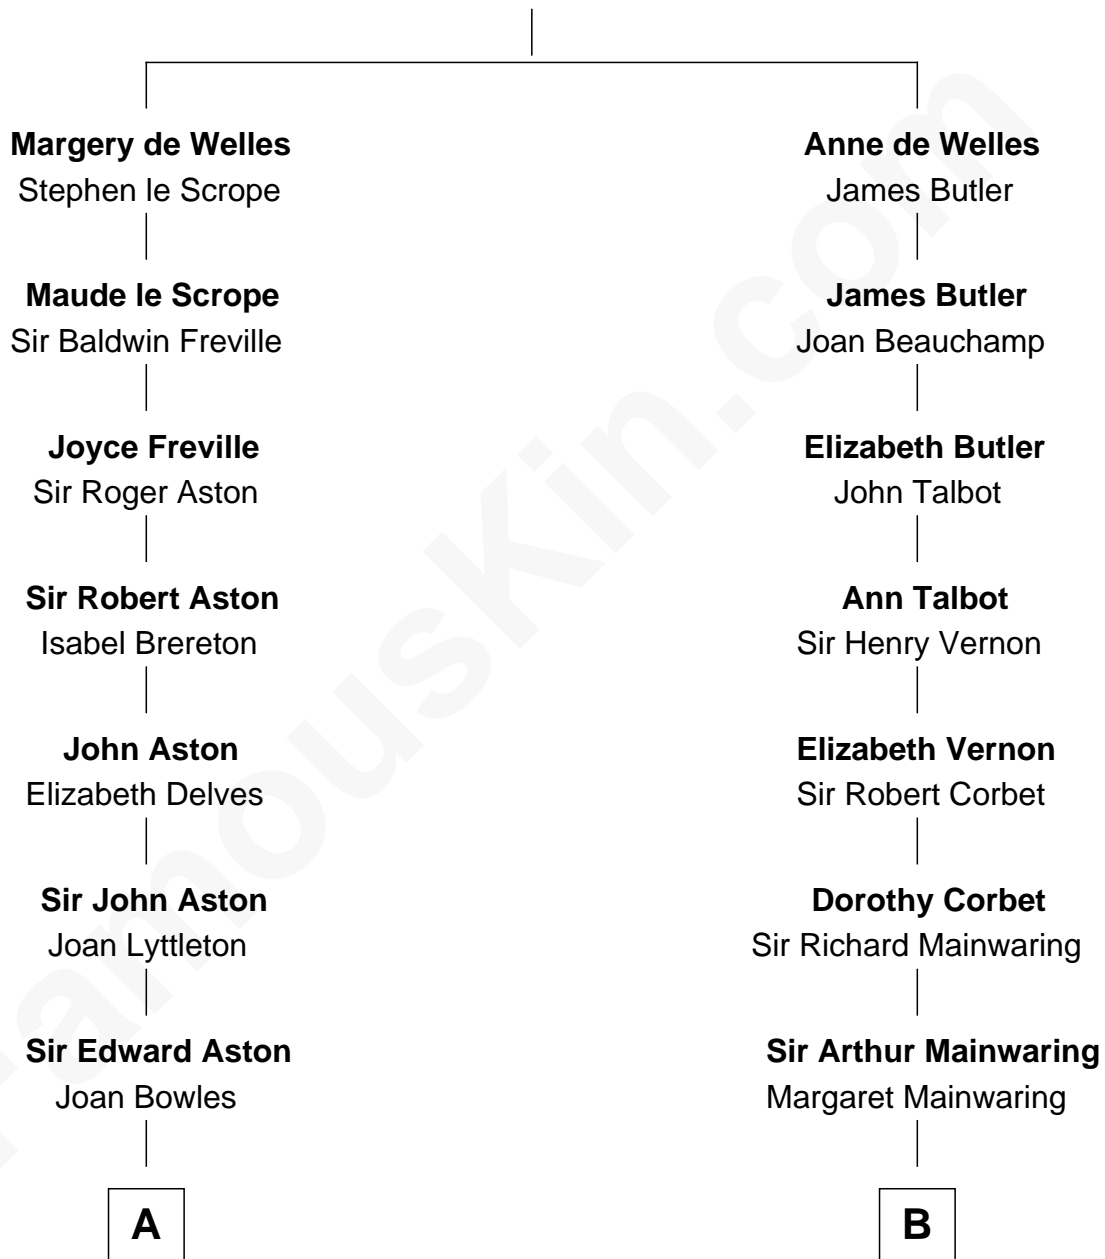 Margery de Welles
Stephen le Scrope
Maude le Scrope
Sir Baldwin Freville
Joyce Freville
Sir Roger Aston
Sir Robert Aston
Isabel Brereton
John Aston
Elizabeth Delves
Sir John Aston
Joan Lyttleton
Sir Edward Aston
Joan Bowles
A
Anne de Welles
James Butler
James Butler
Joan Beauchamp
Elizabeth Butler
John Talbot
Ann Talbot
Sir Henry Vernon
Elizabeth Vernon
Sir Robert Corbet
Dorothy Corbet
Sir Richard Mainwaring
Sir Arthur Mainwaring
Margaret Mainwaring
B
FamousKin.com